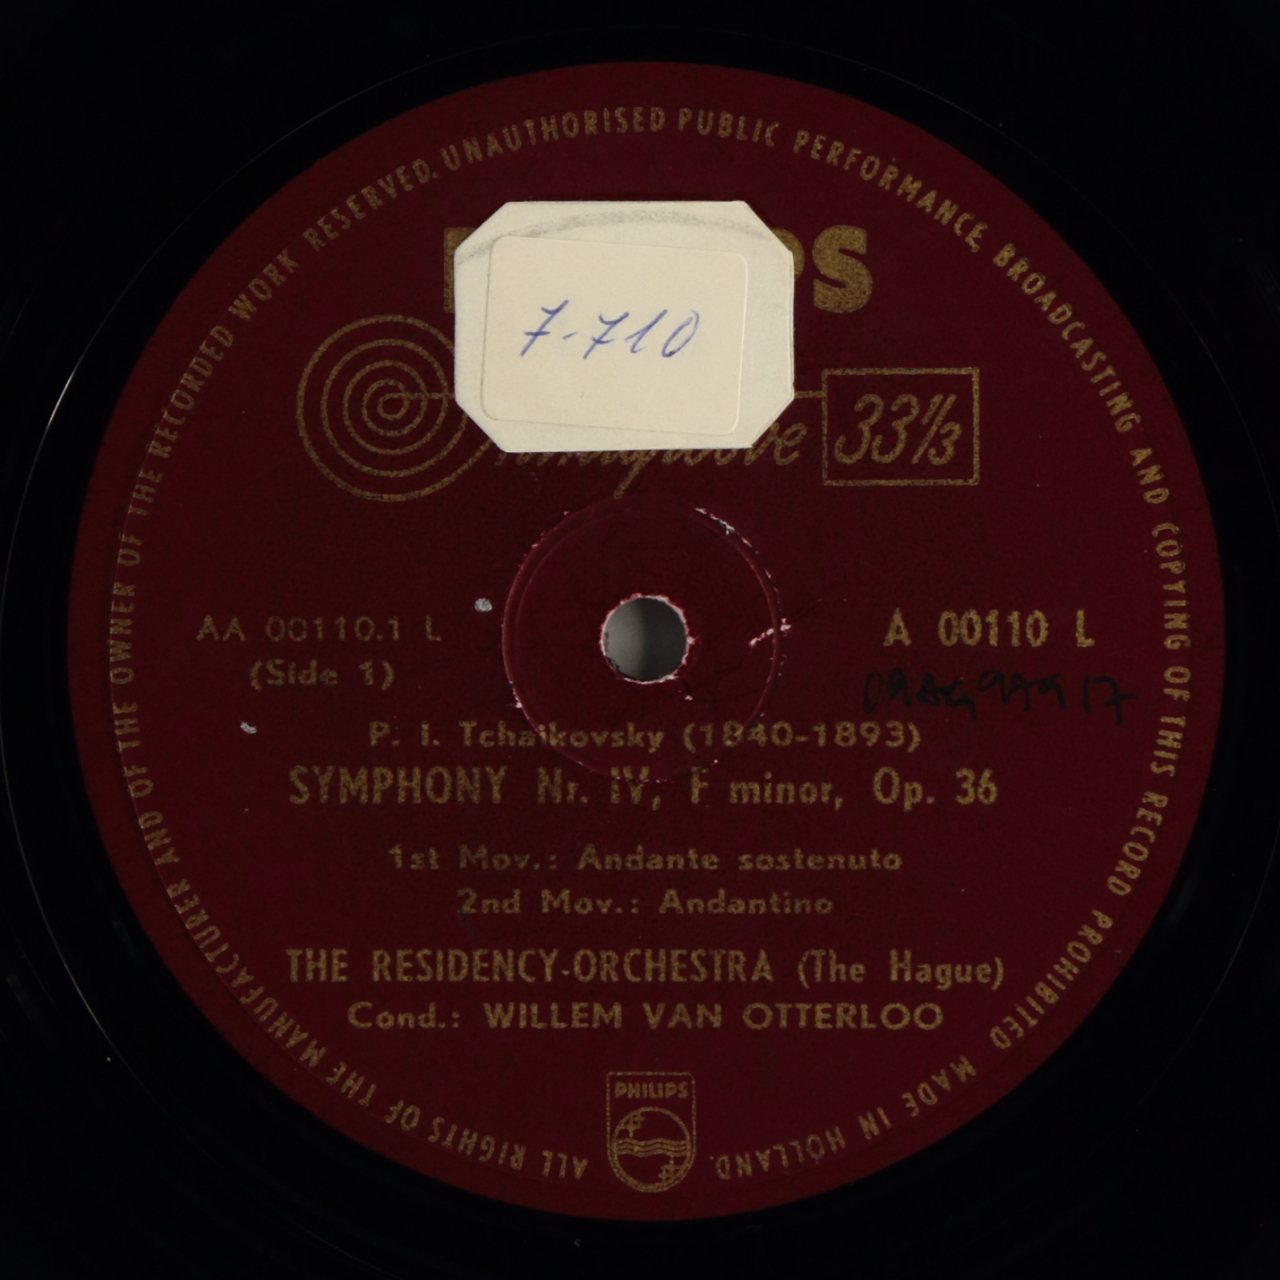 ALL RIGHTS OF THE MANUFACTURER AND OF THE OWNER OF THE RECORDED WORK RESERVED. UNAUTHORISED PUBLIC PERFORMANCE, BROADCASTING AND COPYING OF THIS RECORD PROHIBITED MADE IN HOLLAND.
7-710
33⅓
AA 00110.1 L
(Side 1)
A 00110 L
P. I. Tchaikovsky (1840-1893)
SYMPHONY Nr. IV, F minor, Op. 36
1st Mov.: Andante sostenuto
2nd Mov.: Andantino
THE RESIDENCY-ORCHESTRA (The Hague)
Cond.: WILLEM VAN OTTERLOO
PHILIPS